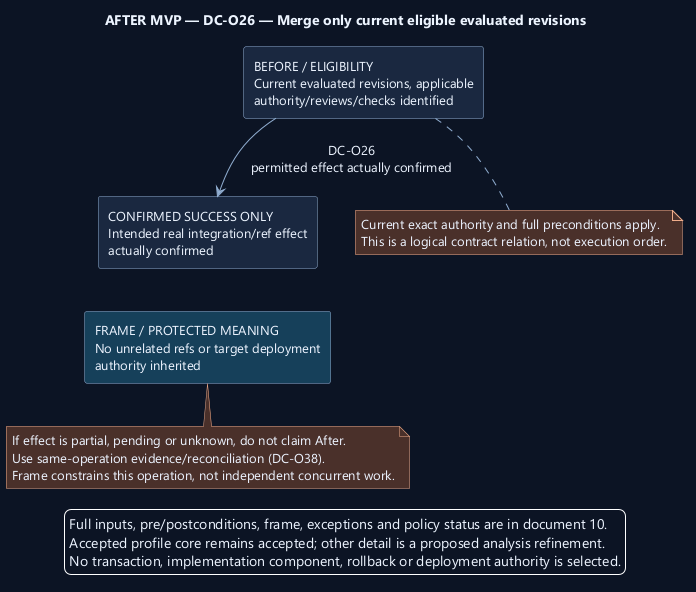 AFTER MVP — DC-O26 — Merge only current eligible evaluated revisions
BEFORE / ELIGIBILITY
Current evaluated revisions, applicable
authority/reviews/checks identified
DC-O26
permitted effect actually confirmed
CONFIRMED SUCCESS ONLY
Intended real integration/ref effect
actually confirmed
Current exact authority and full preconditions apply.
This is a logical contract relation, not execution order.
FRAME / PROTECTED MEANING
No unrelated refs or target deployment
authority inherited
If effect is partial, pending or unknown, do not claim After.
Use same-operation evidence/reconciliation (DC-O38).
Frame constrains this operation, not independent concurrent work.
Full inputs, pre/postconditions, frame, exceptions and policy status are in document 10.
Accepted profile core remains accepted; other detail is a proposed analysis refinement.
No transaction, implementation component, rollback or deployment authority is selected.